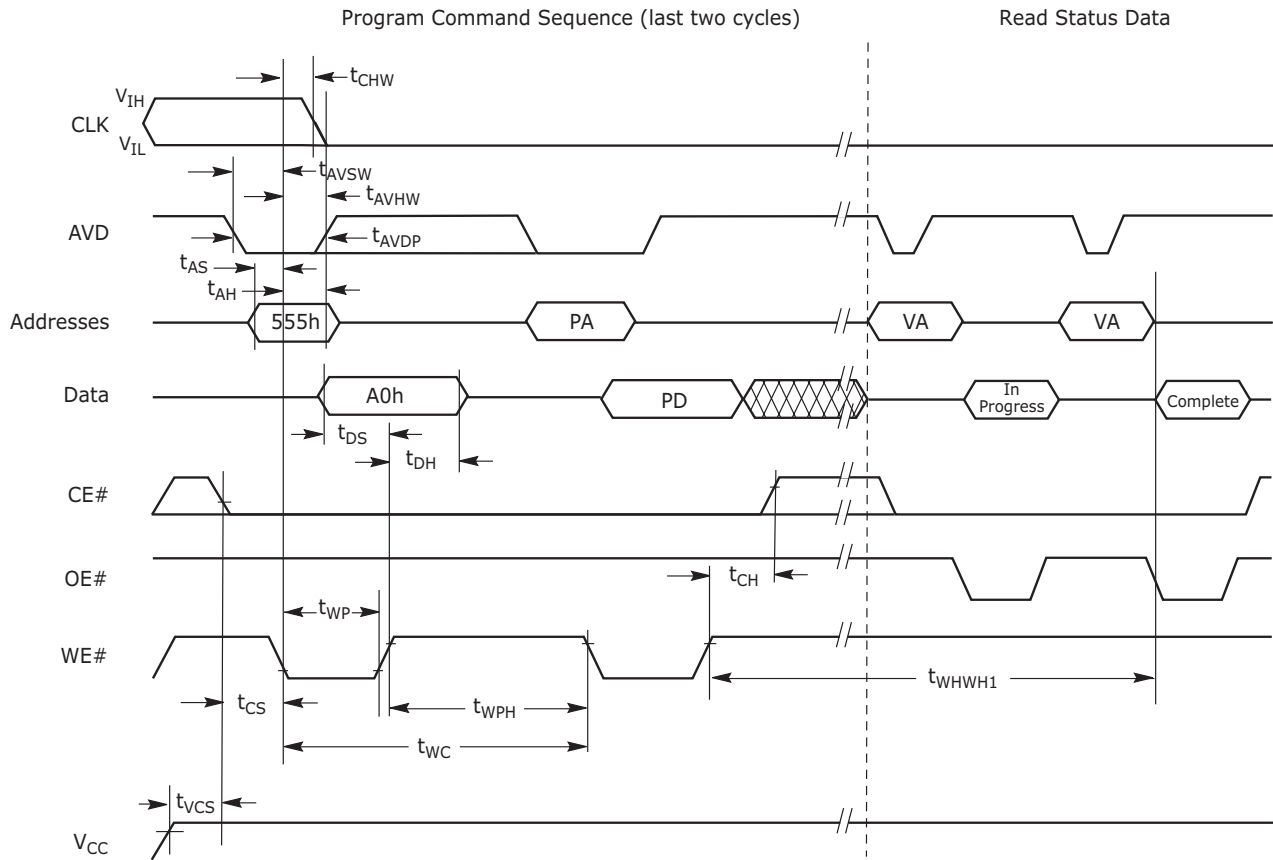 Program Command Sequence (last two cycles)
Read Status Data
tCHW
VIH
CLK
VIL
tAVSW
tAVHW
AVD
tAVDP
tAS
tAH
Addresses
555h
PA
VA
VA
Data
A0h
PD
In
Progress
Complete
tDS
tDH
CE#
OE#
tCH
tWP
WE#
tWHWH1
tCS
tWPH
tWC
tVCS
VCC